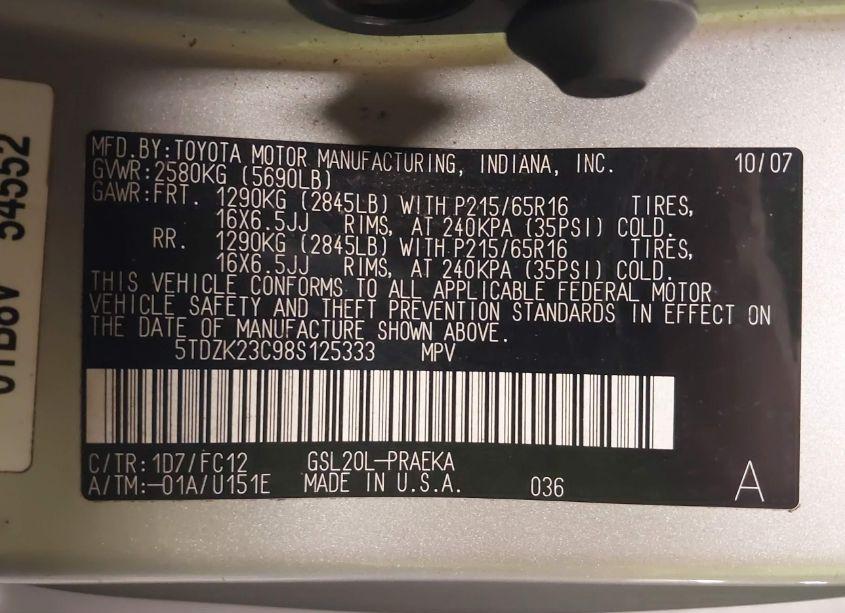 MFD.BY:TOYOTA MOTOR MANUFACTURING, INDIANA, INC. 10/07
GVWR:2580KG (5690LB)
GAWR:FRT. 1290KG (2845LB) WITH P215/65R16 TIRES,
16X6.5JJ RIMS, AT 240KPA (35PSI) COLD.
RR. 1290KG (2845LB) WITH P215/65R16 TIRES,
16X6.5JJ RIMS, AT 240KPA (35PSI) COLD.
THIS VEHICLE CONFORMS TO ALL APPLICABLE FEDERAL MOTOR
VEHICLE SAFETY AND THEFT PREVENTION STANDARDS IN EFFECT ON
THE DATE OF MANUFACTURE SHOWN ABOVE.
5TDZK23C98S125333 MPV
C/TR: 1D7/FC12 GSL20L-PRAEKA
A/TM:-01A/U151E MADE IN U.S.A. 036 A
54552